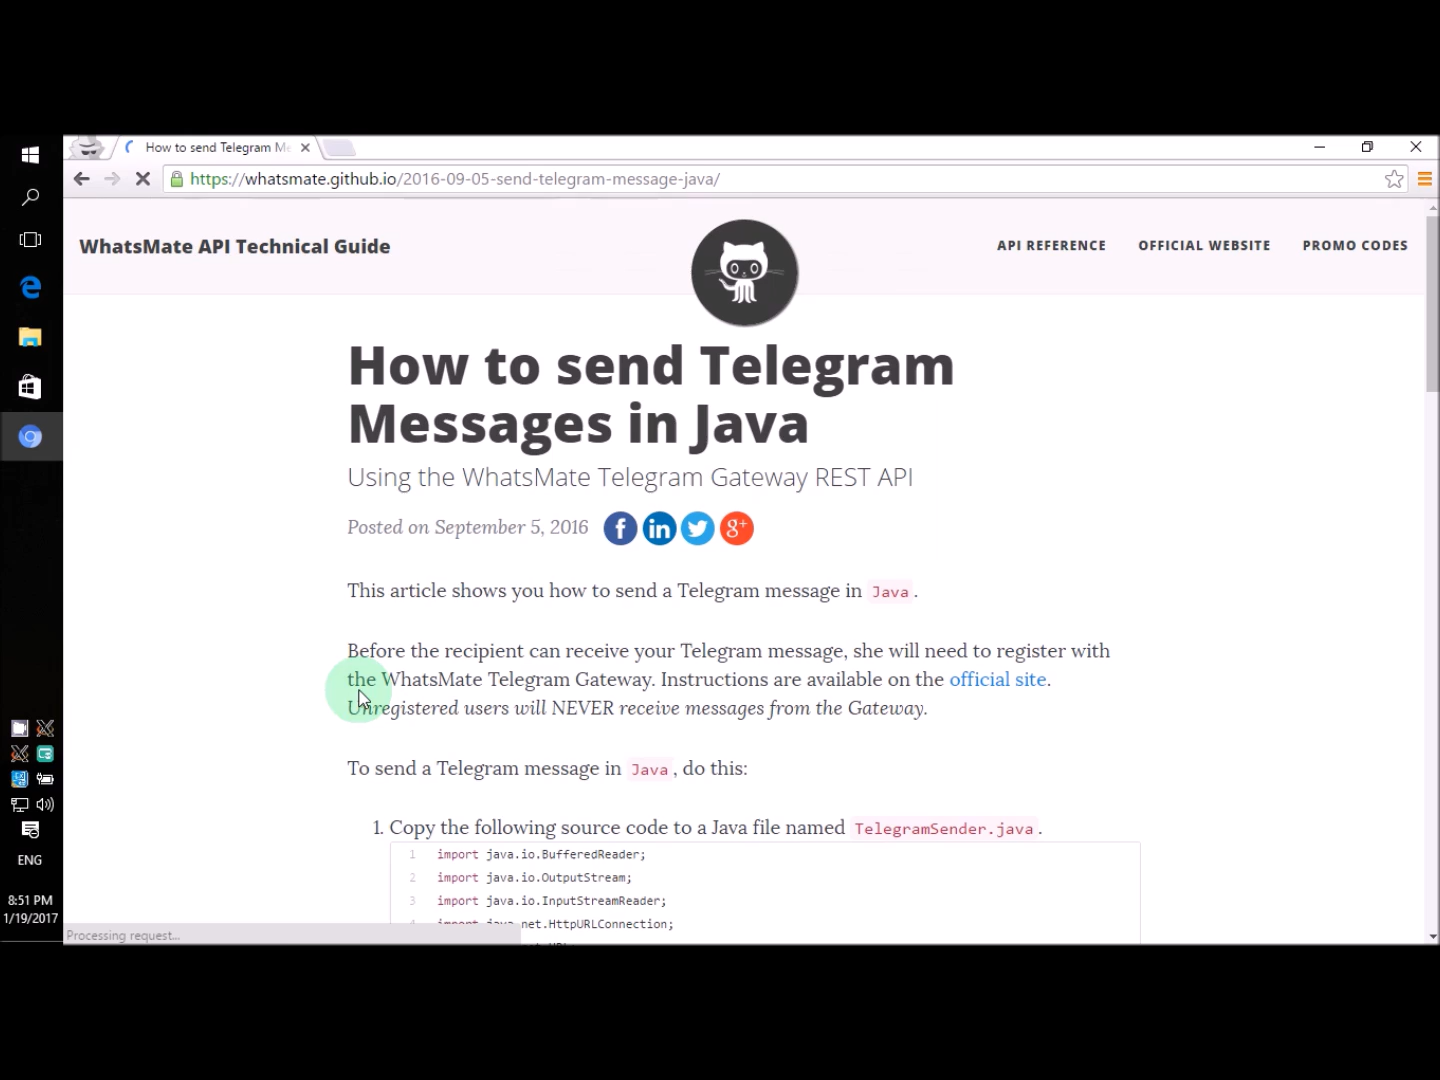 How to send Telegram Me
https://whatsmate.github.io/2016-09-05-send-telegram-message-java/
WhatsMate API Technical Guide
API REFERENCE
OFFICIAL WEBSITE
PROMO CODES
How to send Telegram
Messages in Java
Using the WhatsMate Telegram Gateway REST API
Posted on September 5, 2016
f
in
g+
This article shows you how to send a Telegram message in Java.
Before the recipient can receive your Telegram message, she will need to register with
the WhatsMate Telegram Gateway. Instructions are available on the official site.
Unregistered users will NEVER receive messages from the Gateway.
To send a Telegram message in Java, do this:
1. Copy the following source code to a Java file named TelegramSender.java.
1 import java.io.BufferedReader;
2 import java.io.OutputStream;
3 import java.io.InputStreamReader;
4 import java.net.HttpURLConnection;
Processing request...
ENG
8:51 PM
1/19/2017